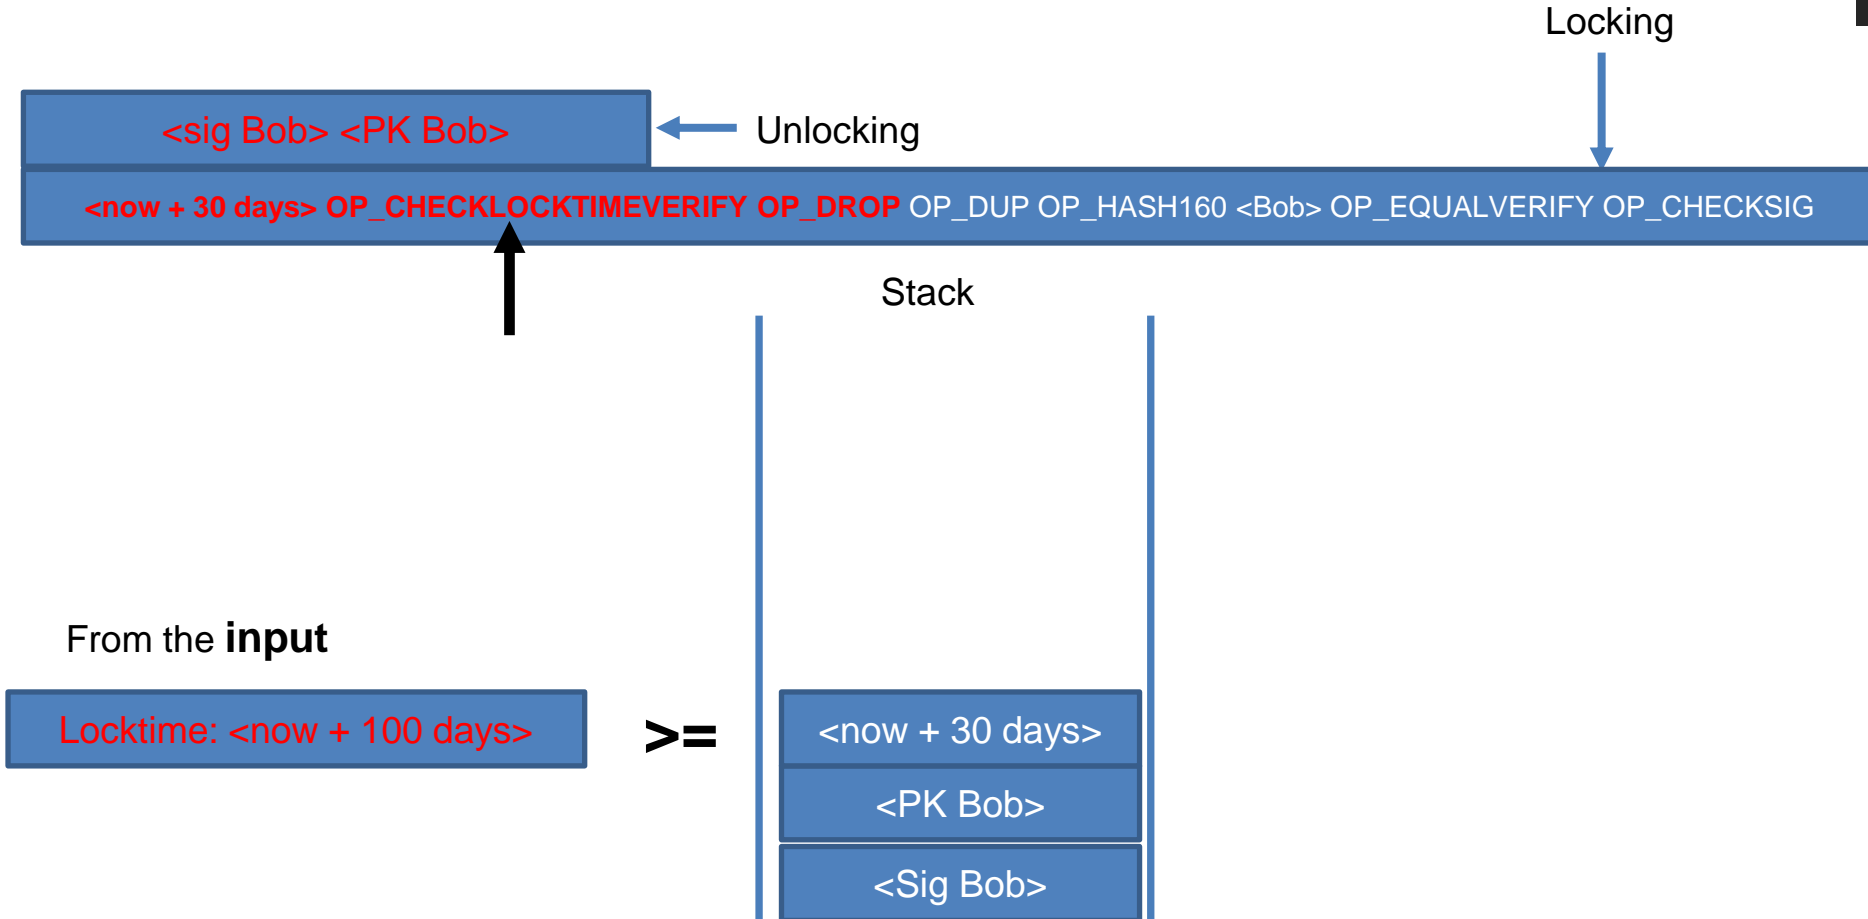 Locking
<sig Bob> <PK Bob>
Unlocking
<now + 30 days> OP_CHECKLOCKTIMEVERIFY OP_DROP OP_DUP OP_HASH160 <Bob> OP_EQUALVERIFY OP_CHECKSIG
Stack
From the input
Locktime: <now + 100 days>
>=
<now + 30 days>
<PK Bob>
<Sig Bob>